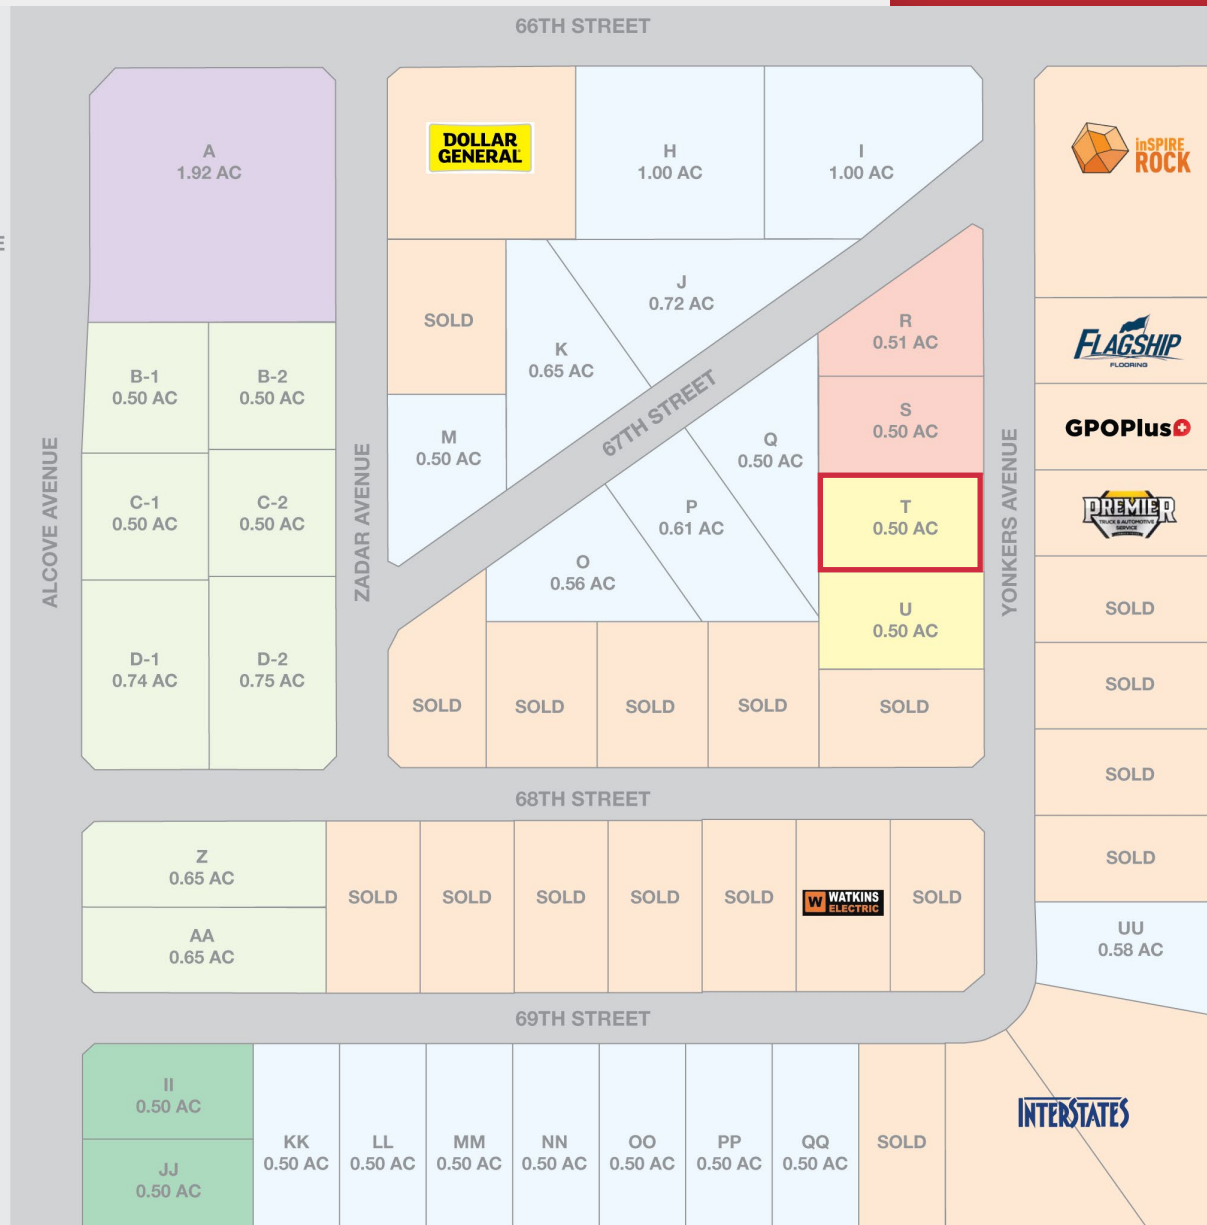 66TH STREET
A
1.92 AC
DOLLAR
GENERAL
H
1.00 AC
I
1.00 AC
inSPIRE
ROCK
E
SOLD
J
0.72 AC
K
0.65 AC
R
0.51 AC
FLAGSHIP
FLOORING
B-1
0.50 AC
B-2
0.50 AC
M
0.50 AC
67TH STREET
Q
0.50 AC
S
0.50 AC
GPOPlus
ALCOVE AVENUE
C-1
0.50 AC
C-2
0.50 AC
ZADAR AVENUE
P
0.61 AC
T
0.50 AC
YONKERS AVENUE
PREMIER
TRUCK & AUTOMOTIVE
SERVICE
O
0.56 AC
U
0.50 AC
SOLD
D-1
0.74 AC
D-2
0.75 AC
SOLD
SOLD
SOLD
SOLD
SOLD
SOLD
SOLD
68TH STREET
Z
0.65 AC
AA
0.65 AC
SOLD
SOLD
SOLD
SOLD
SOLD
W WATKINS
ELECTRIC
SOLD
SOLD
UU
0.58 AC
69TH STREET
II
0.50 AC
JJ
0.50 AC
KK
0.50 AC
LL
0.50 AC
MM
0.50 AC
NN
0.50 AC
OO
0.50 AC
PP
0.50 AC
QQ
0.50 AC
SOLD
INTERSTATES